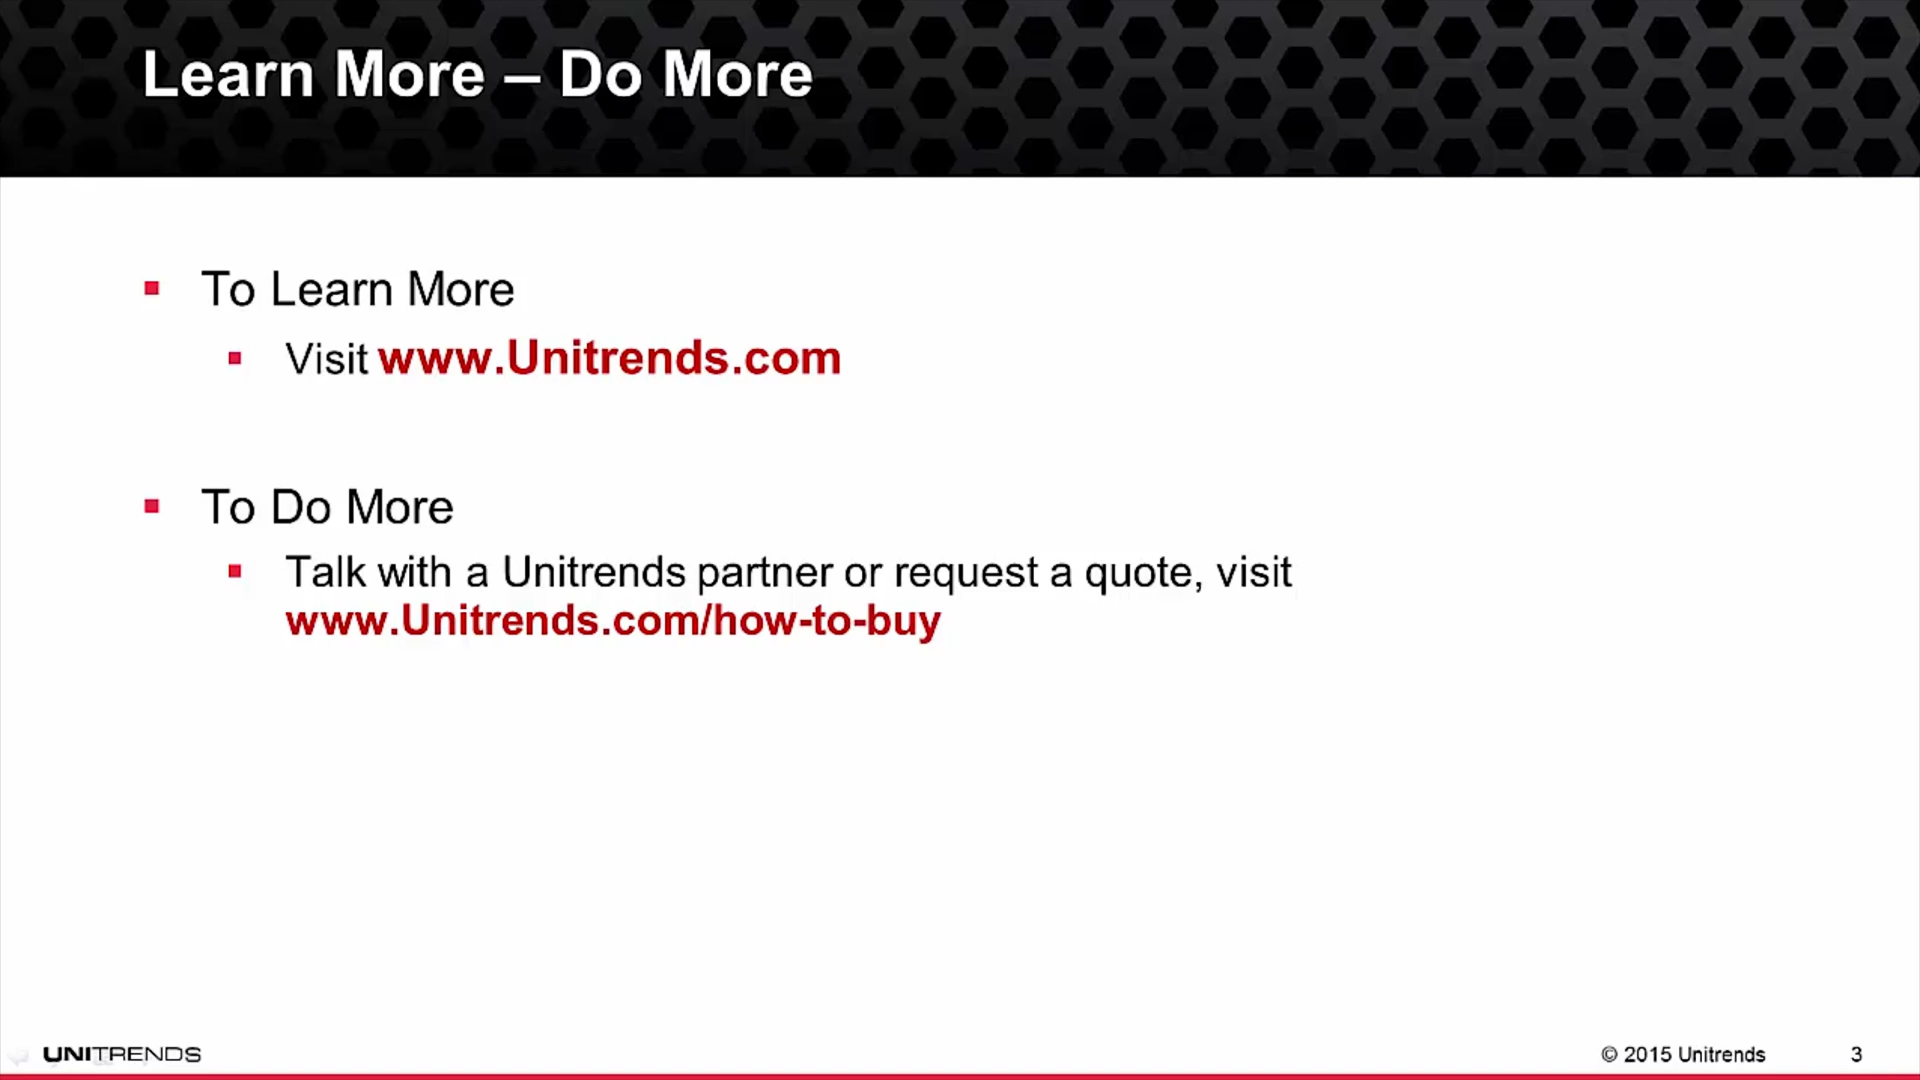 Learn More – Do More
To Learn More
Visit www.Unitrends.com
To Do More
Talk with a Unitrends partner or request a quote, visit
www.Unitrends.com/how-to-buy
UNITRENDS
© 2015 Unitrends 3